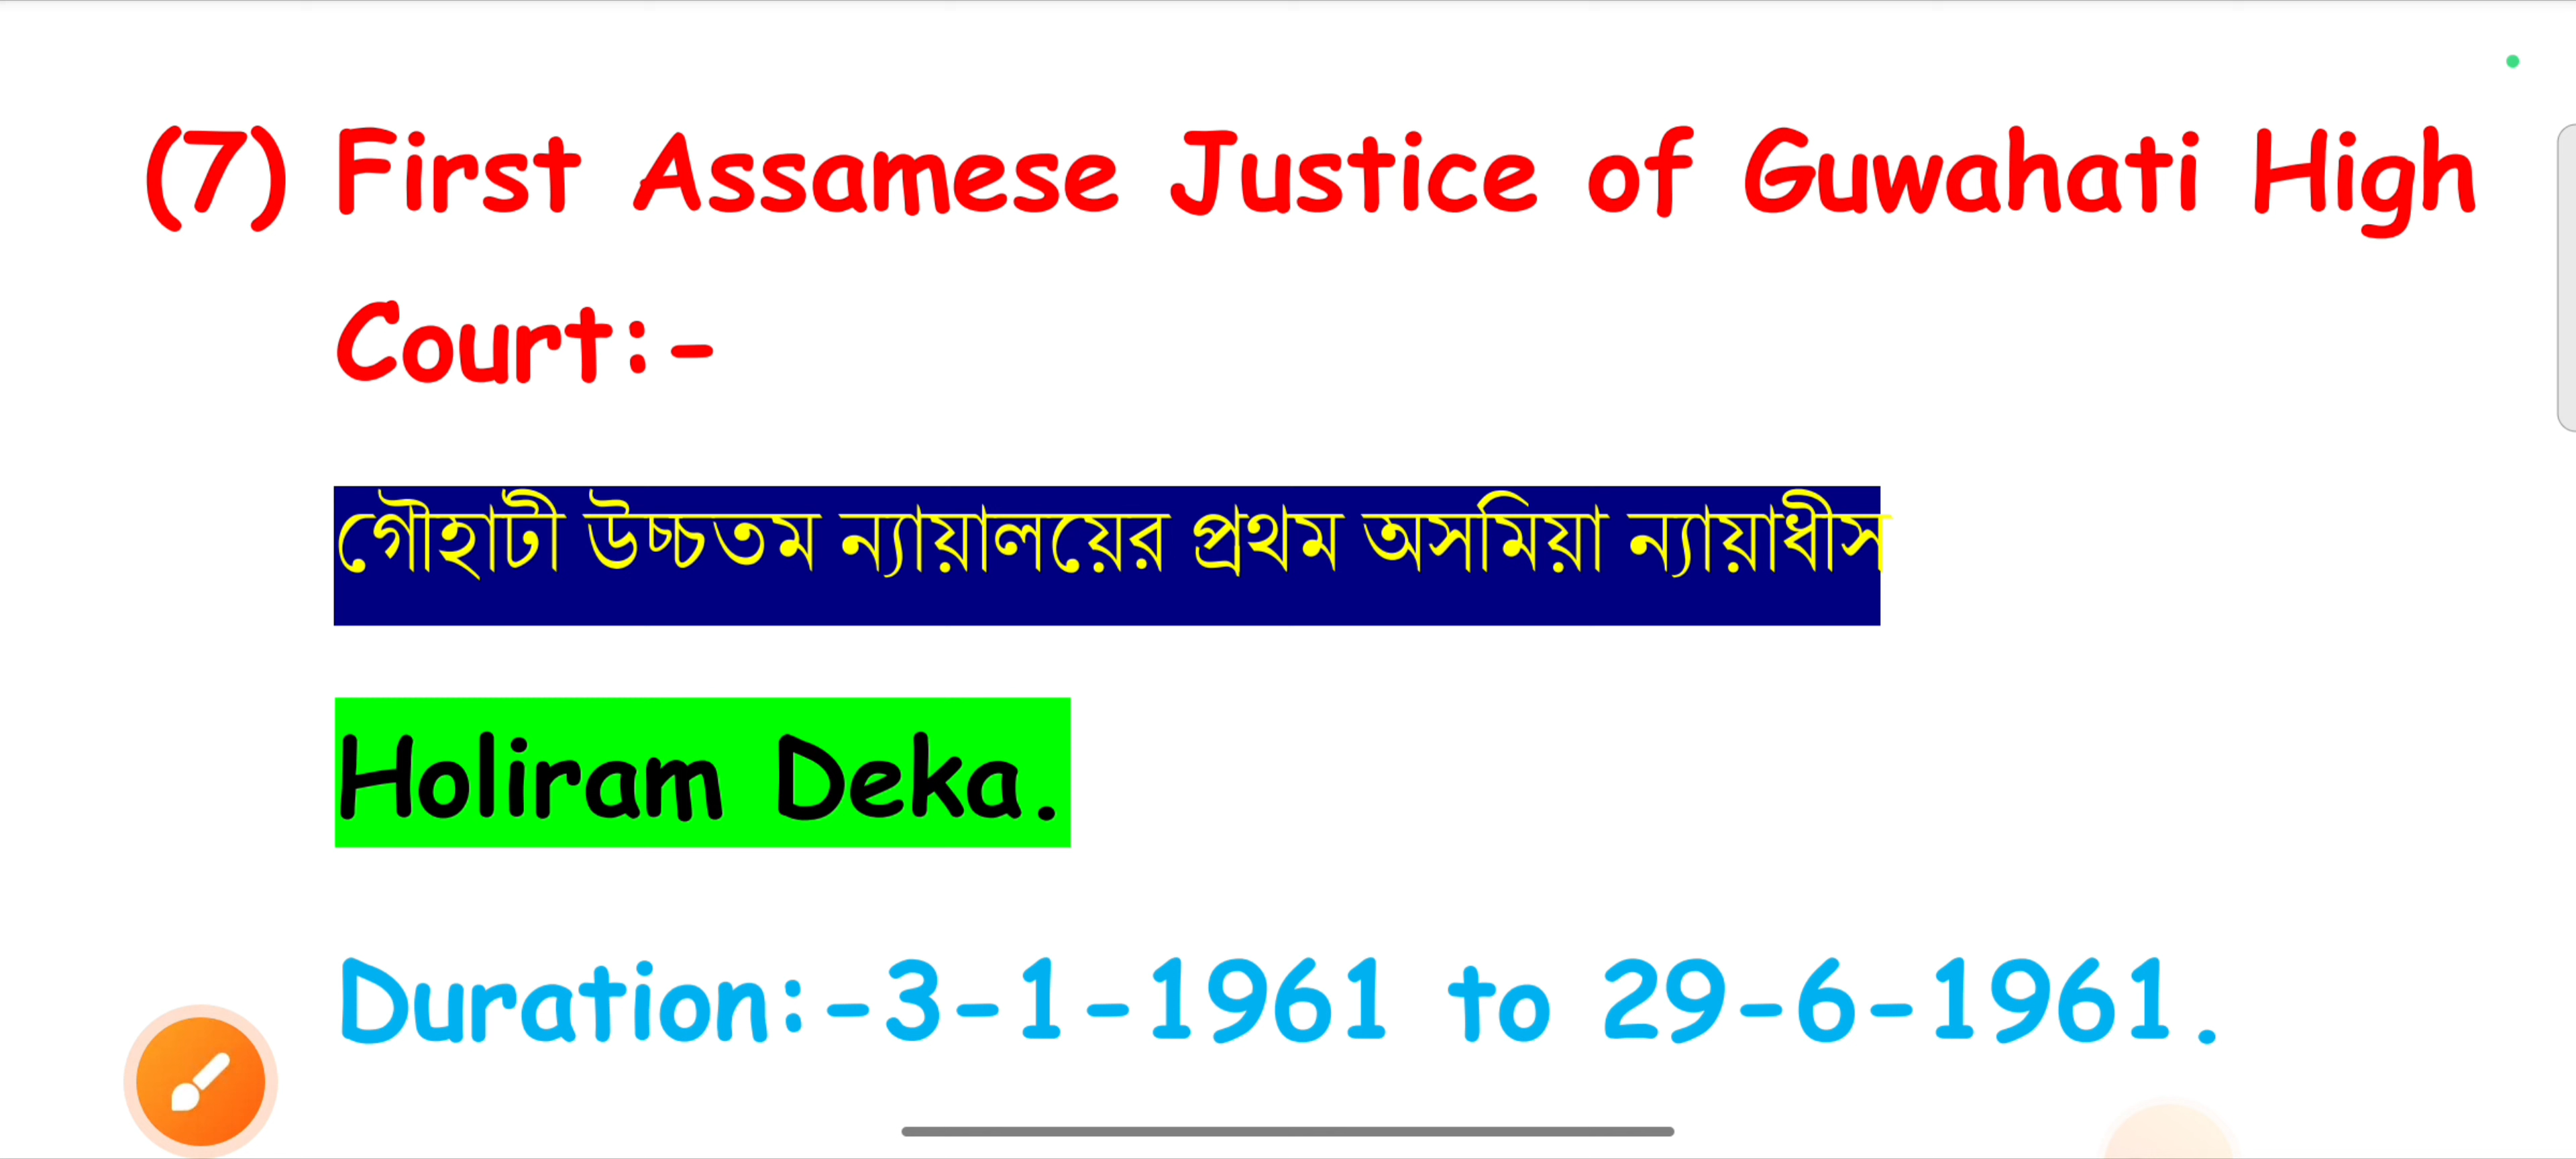 (7) First Assamese Justice of Guwahati High
Court:-
গৌহাটী উচ্চতম ন্যায়ালয়ের প্রথম অসমিয়া ন্যায়াধীস
Holiram Deka.
Duration:-3-1-1961 to 29-6-1961.